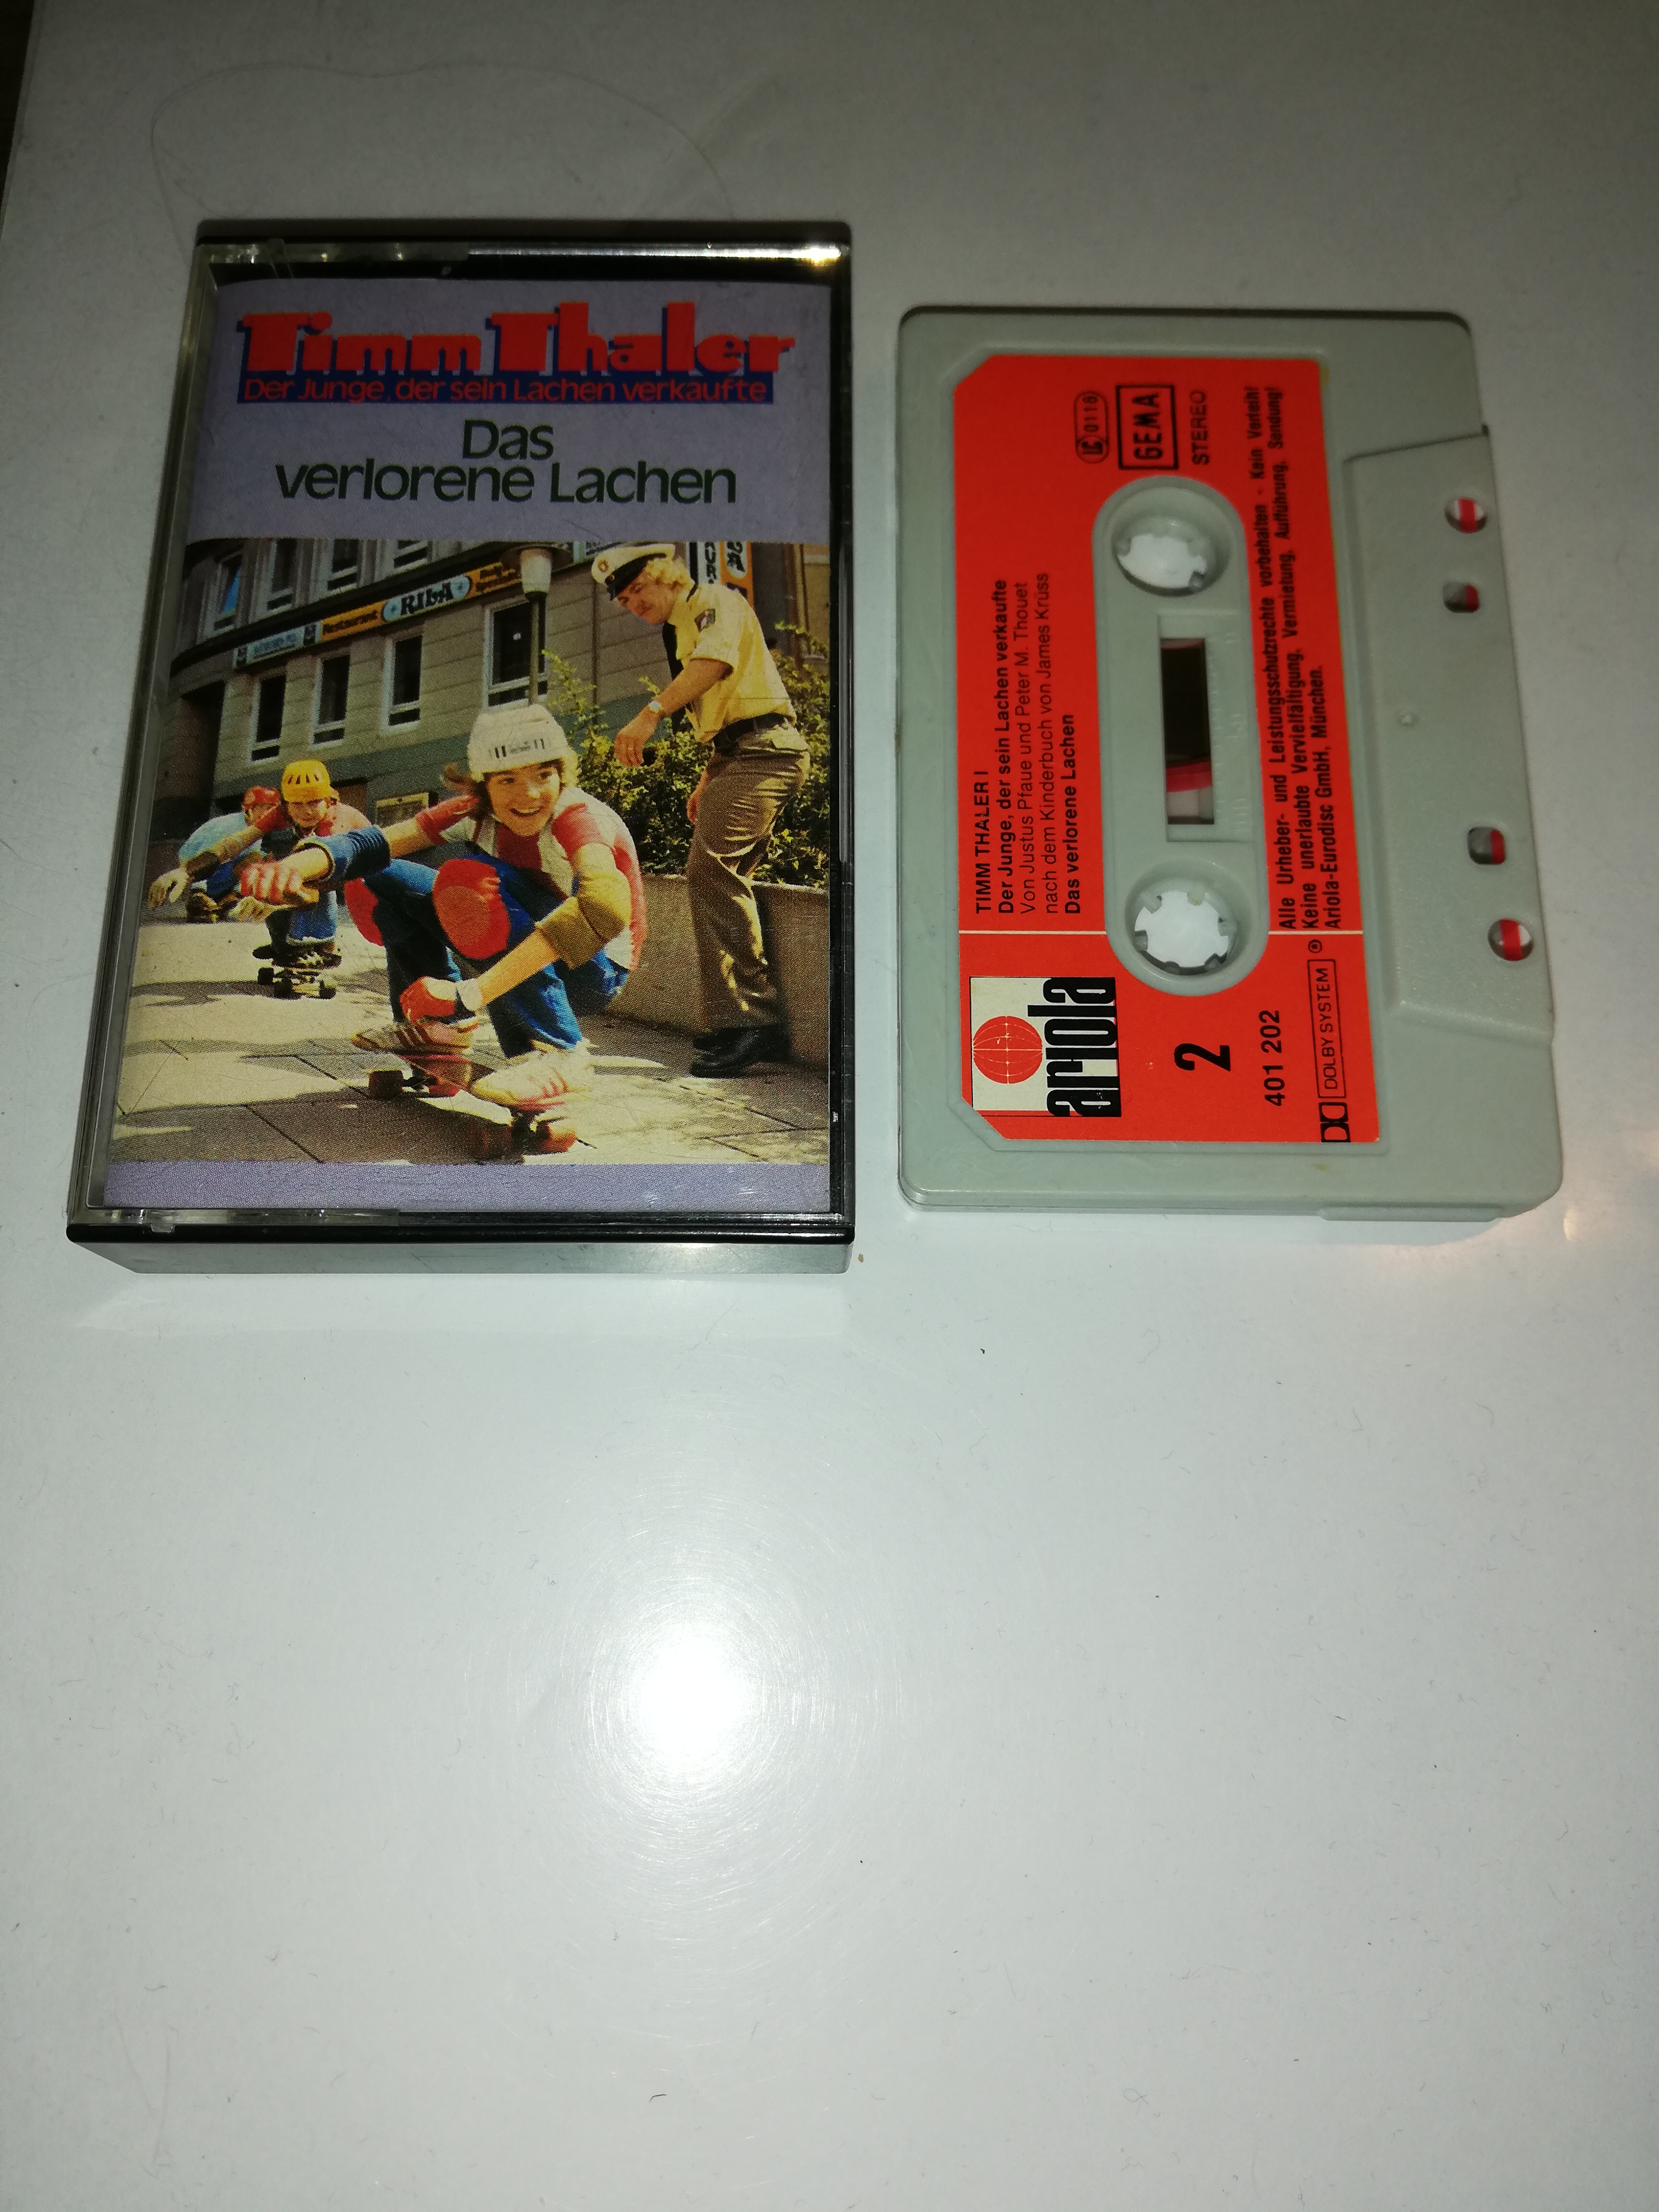 Timm Thaler
Der Junge, der sein Lachen verkaufte
Das
verlorene Lachen
Restaurant
RILA
TIMM THALER I
Der Junge, der sein Lachen verkaufte
Von Justus Pfaue und Peter M. Thouet
nach dem Kinderbuch von James Krüss
Das verlorene Lachen
LC 0116
GEMA
STEREO
ariola
2
401 202
DOLBY SYSTEM ®
Alle Urheber- und Leistungsschutzrechte vorbehalten - Kein Verleih!
Keine unerlaubte Vervielfältigung, Vermietung, Aufführung, Sendung!
Ariola-Eurodisc GmbH, München.